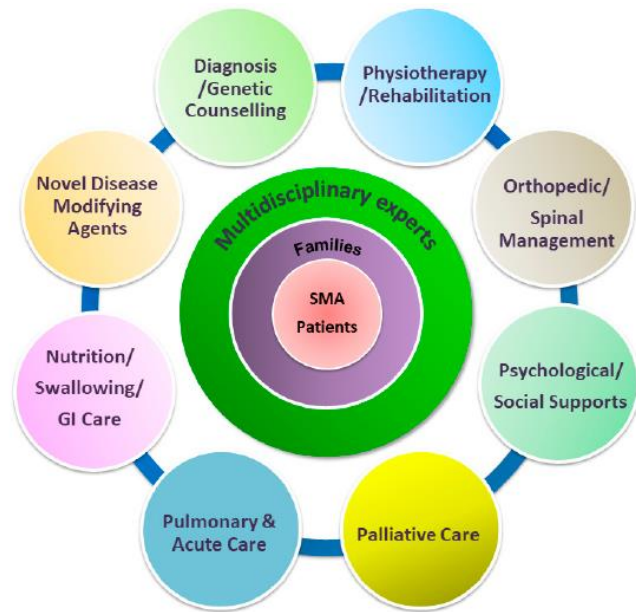 Diagnosis
/Genetic
Counselling
Physiotherapy
/Rehabilitation
Novel Disease
Modifying
Agents
Orthopedic/
Spinal
Management
Multidisciplinary experts
Families
SMA
Patients
Nutrition/
Swallowing/
GI Care
Psychological/
Social Supports
Pulmonary &
Acute Care
Palliative Care